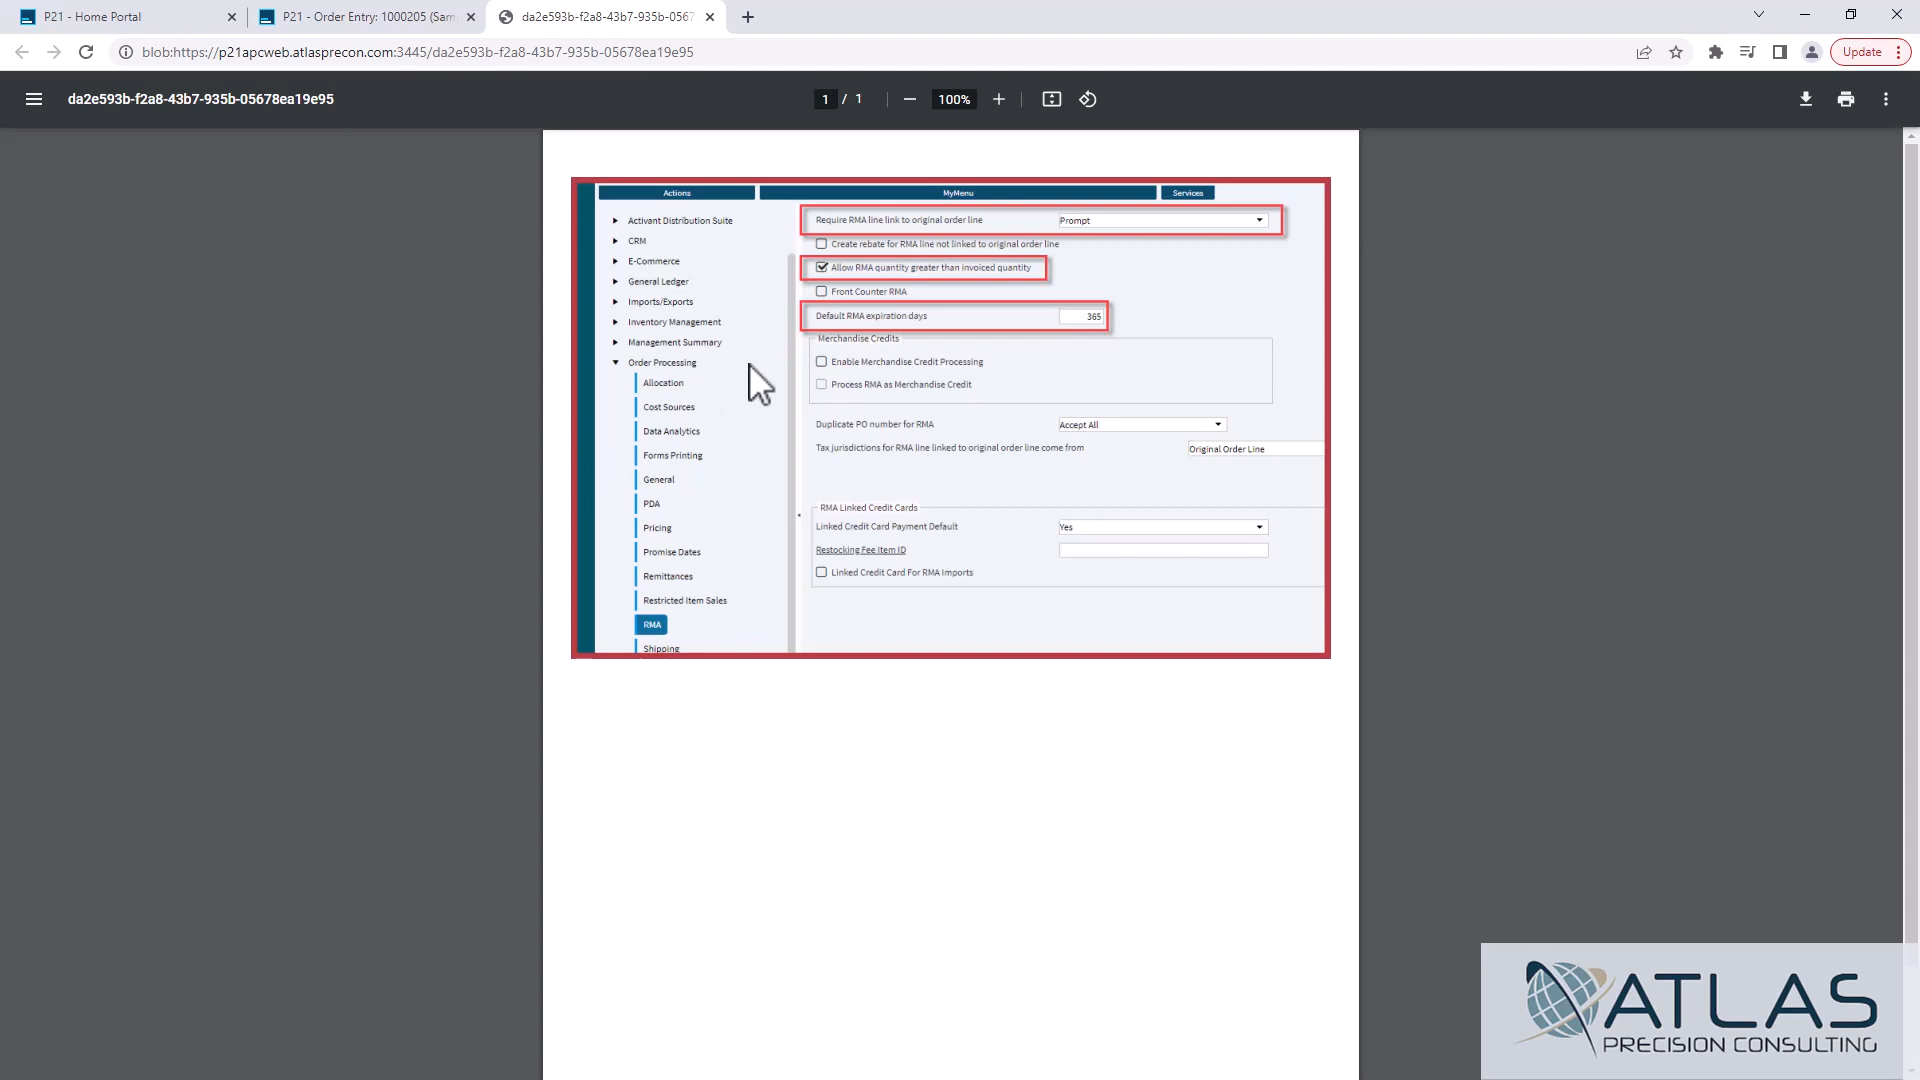 P21 - Home Portal
P21 - Order Entry: 1000205 (Sam
da2e593b-f2a8-43b7-935b-0567
blob:https://p21apcweb.atlasprecon.com:3445/da2e593b-f2a8-43b7-935b-05678ea19e95
Update
da2e593b-f2a8-43b7-935b-05678ea19e95
1 / 1
100%
Actions
MyMenu
Services
Activant Distribution Suite
CRM
E-Commerce
General Ledger
Imports/Exports
Inventory Management
Management Summary
Order Processing
Allocation
Cost Sources
Data Analytics
Forms Printing
General
PDA
Pricing
Promise Dates
Remittances
Restricted Item Sales
RMA
Shipping
Require RMA line link to original order line Prompt
Create rebate for RMA line not linked to original order line
Allow RMA quantity greater than invoiced quantity
Front Counter RMA
Default RMA expiration days 365
Merchandise Credits
Enable Merchandise Credit Processing
Process RMA as Merchandise Credit
Duplicate PO number for RMA Accept All
Tax jurisdictions for RMA line linked to original order line come from Original Order Line
RMA Linked Credit Cards
Linked Credit Card Payment Default Yes
Restocking Fee Item ID
Linked Credit Card For RMA Imports
ATLAS
PRECISION CONSULTING